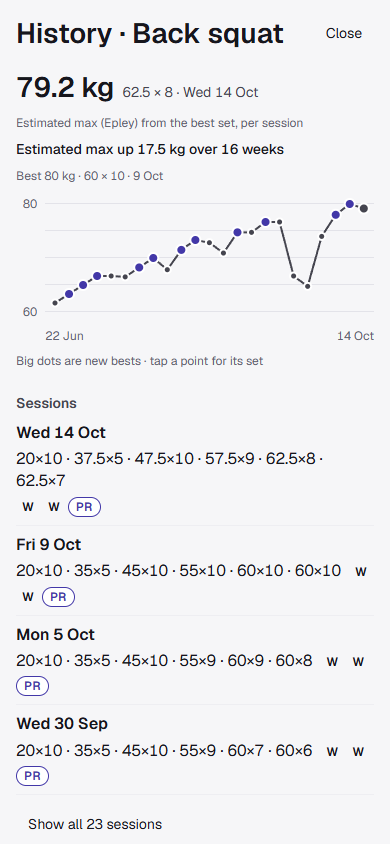 History · Back squat
Close
79.2 kg 62.5 × 8 · Wed 14 Oct
Estimated max (Epley) from the best set, per session
Estimated max up 17.5 kg over 16 weeks
Best 80 kg · 60 × 10 · 9 Oct
80
60
22 Jun
14 Oct
Big dots are new bests · tap a point for its set
Sessions
Wed 14 Oct
20×10 · 37.5×5 · 47.5×10 · 57.5×9 · 62.5×8 ·
62.5×7
W W PR
Fri 9 Oct
20×10 · 35×5 · 45×10 · 55×10 · 60×10 · 60×10 W
W PR
Mon 5 Oct
20×10 · 35×5 · 45×10 · 55×9 · 60×9 · 60×8 W W
PR
Wed 30 Sep
20×10 · 35×5 · 45×10 · 55×9 · 60×7 · 60×6 W W
PR
Show all 23 sessions